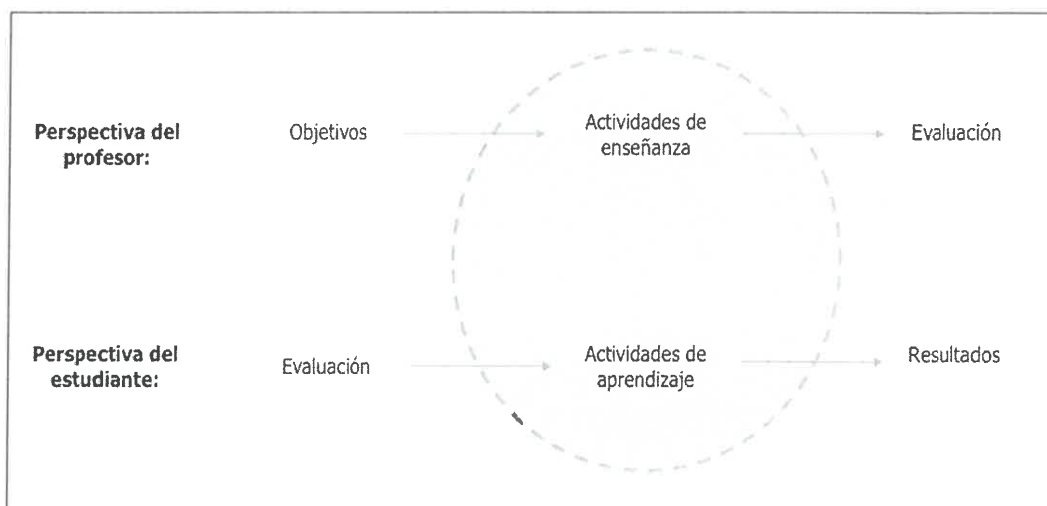 Perspectiva del
profesor:
Objetivos
Actividades de
enseñanza
Evaluación
Perspectiva del
estudiante:
Evaluación
Actividades de
aprendizaje
Resultados